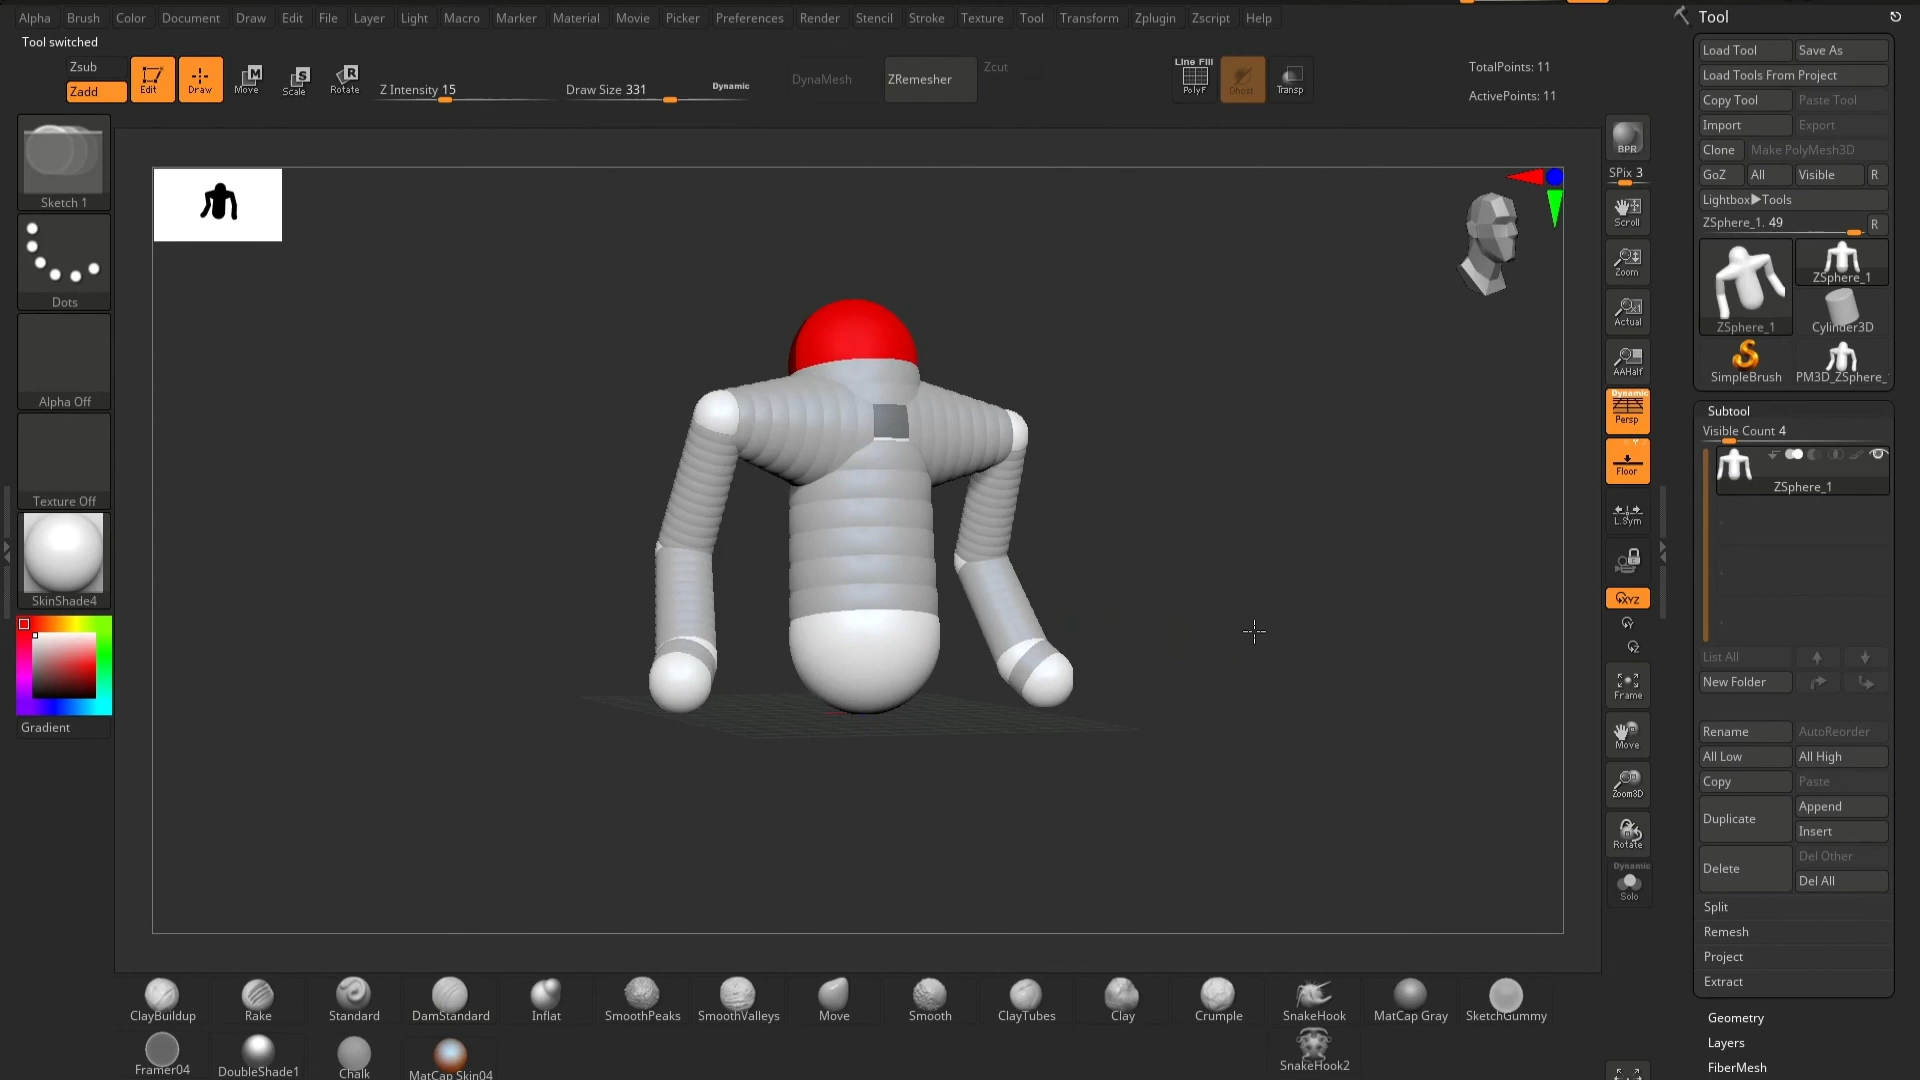 Alpha Brush Color Document Draw Edit File Layer Light Macro Marker Material Movie Picker Preferences Render Stencil Stroke Texture Tool Transform Zplugin Zscript Help
Tool switched
Zsub
Zadd
Edit
Draw
Move
Scale
Rotate
Z Intensity 15
Draw Size 331
Dynamic
DynaMesh
ZRemesher
Zcut
Line Fill
PolyF
Ghost
Transp
TotalPoints: 11
ActivePoints: 11
Sketch 1
Dots
Alpha Off
Texture Off
SkinShade4
Gradient
BPR
SPix 3
Scroll
Zoom
Actual
AAHalf
Dynamic
Persp
Floor
L.Sym
XYZ
Frame
Move
Zoom3D
Rotate
Dynamic
Solo
Tool
Load Tool Save As
Load Tools From Project
Copy Tool Paste Tool
Import Export
Clone Make PolyMesh3D
GoZ All Visible R
Lightbox▶Tools
ZSphere_1. 49 R
ZSphere_1
ZSphere_1
Cylinder3D
SimpleBrush
PM3D_ZSphere_
Subtool
Visible Count 4
ZSphere_1
List All
New Folder
Rename AutoReorder
All Low All High
Copy Paste
Duplicate Append
Insert
Delete Del Other
Del All
Split
Remesh
Project
Extract
Geometry
Layers
FiberMesh
ClayBuildup Rake Standard DamStandard Inflat SmoothPeaks SmoothValleys Move Smooth ClayTubes Clay Crumple SnakeHook MatCap Gray SketchGummy
Framer04 DoubleShade1 Chalk MatCap Skin04 SnakeHook2